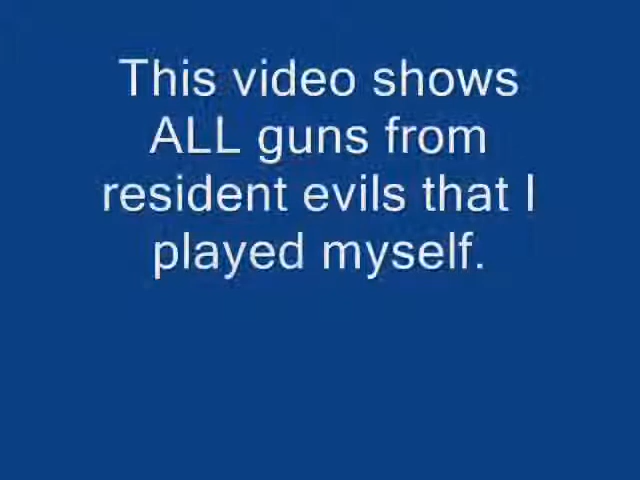 This video shows
ALL guns from
resident evils that I
played myself.